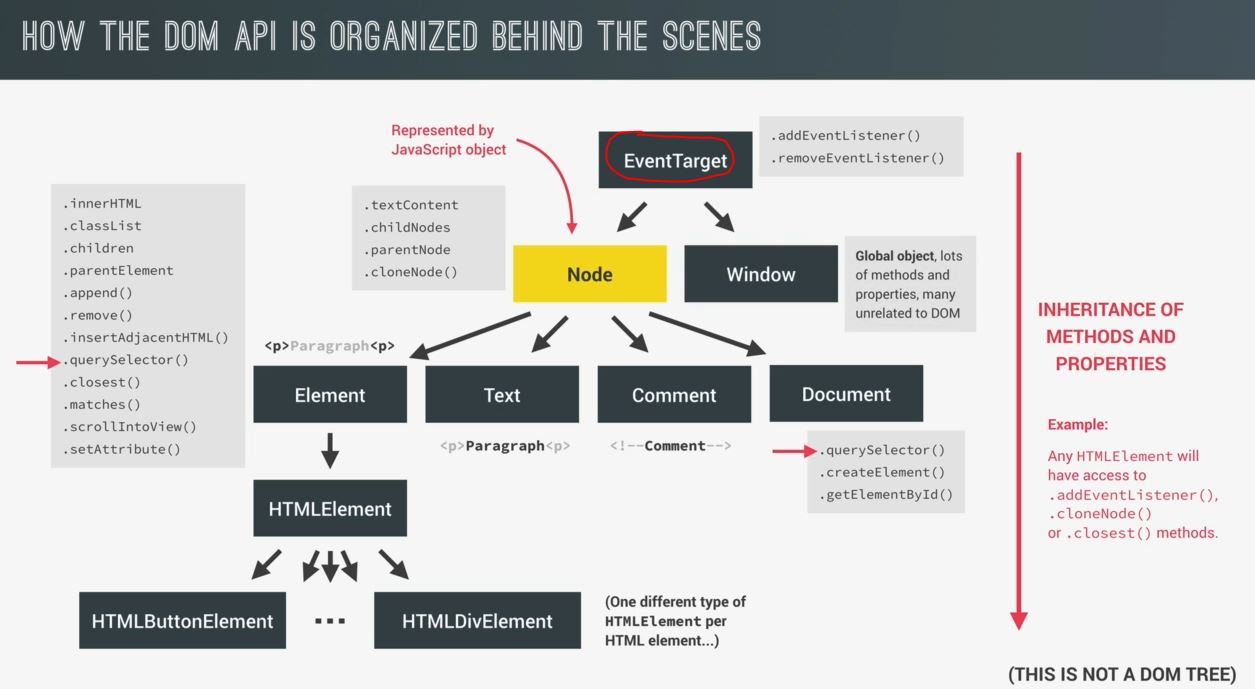 HOW THE DOM API IS ORGANIZED BEHIND THE SCENES
Represented by
JavaScript object
EventTarget
.addEventListener()
.removeEventListener()
.innerHTML
.classList
.children
.parentElement
.append()
.remove()
.insertAdjacentHTML()
.querySelector()
.closest()
.matches()
.scrollIntoView()
.setAttribute()
.textContent
.childNodes
.parentNode
.cloneNode()
Node
Window
Global object, lots
of methods and
properties, many
unrelated to DOM
<p>Paragraph<p>
Element
Text
Comment
Document
<p>Paragraph<p>
<!--Comment-->
.querySelector()
.createElement()
.getElementById()
HTMLElement
HTMLButtonElement
...
HTMLDivElement
(One different type of
HTMLElement per
HTML element...)
INHERITANCE OF
METHODS AND
PROPERTIES
Example:
Any HTMLElement will
have access to
.addEventListener(),
.cloneNode()
or .closest() methods.
(THIS IS NOT A DOM TREE)